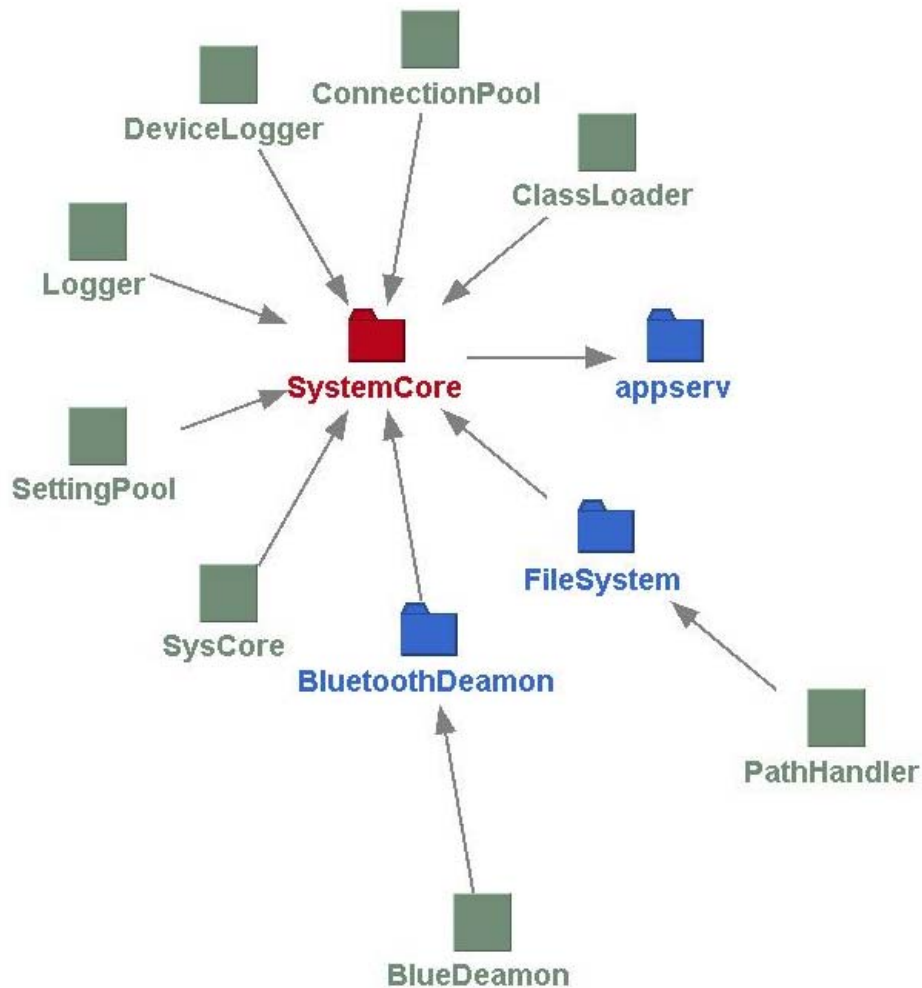 ConnectionPool
DeviceLogger
ClassLoader
Logger
SystemCore
appserv
SettingPool
FileSystem
SysCore
BluetoothDeamon
PathHandler
BlueDeamon